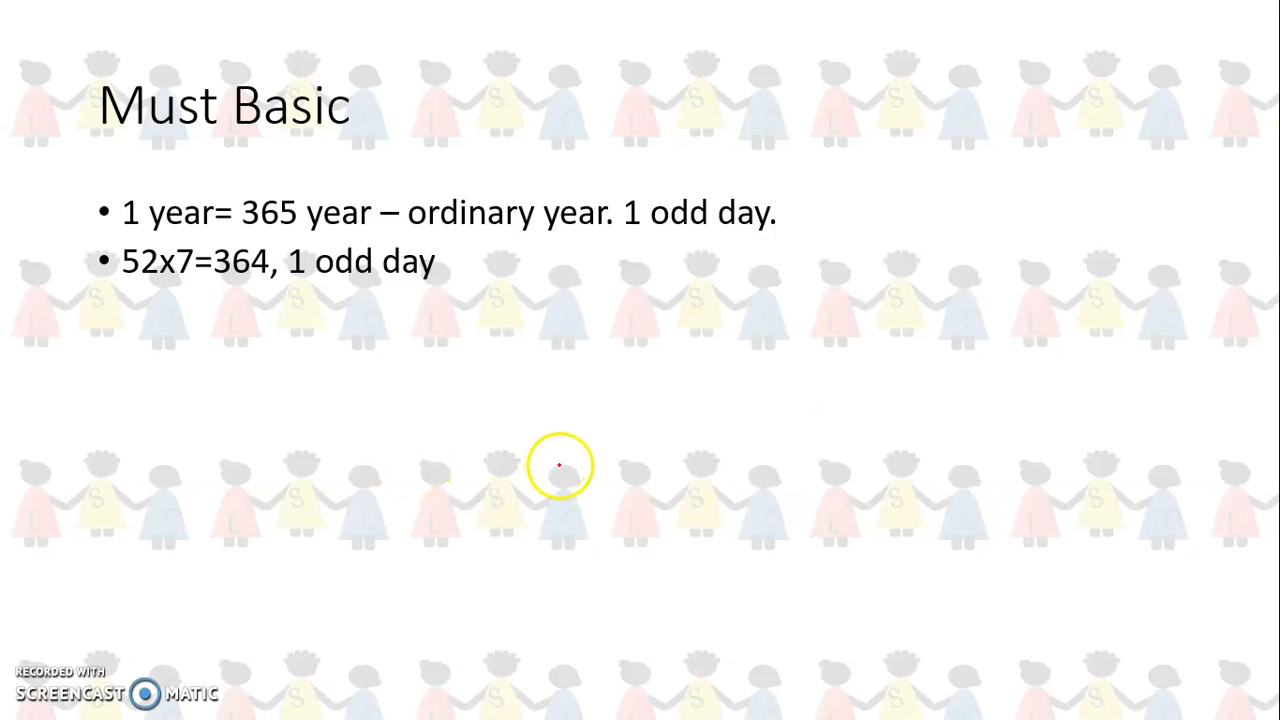 Must Basic
• 1 year= 365 year – ordinary year. 1 odd day.
• 52x7=364, 1 odd day
RECORDED WITH
SCREENCAST MATIC